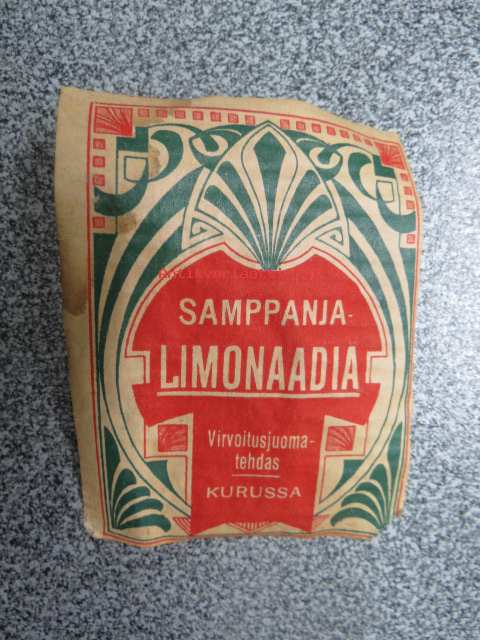 SAMPPANJA-
LIMONAADIA
Virvoitusjuoma-
tehdas
KURUSSA